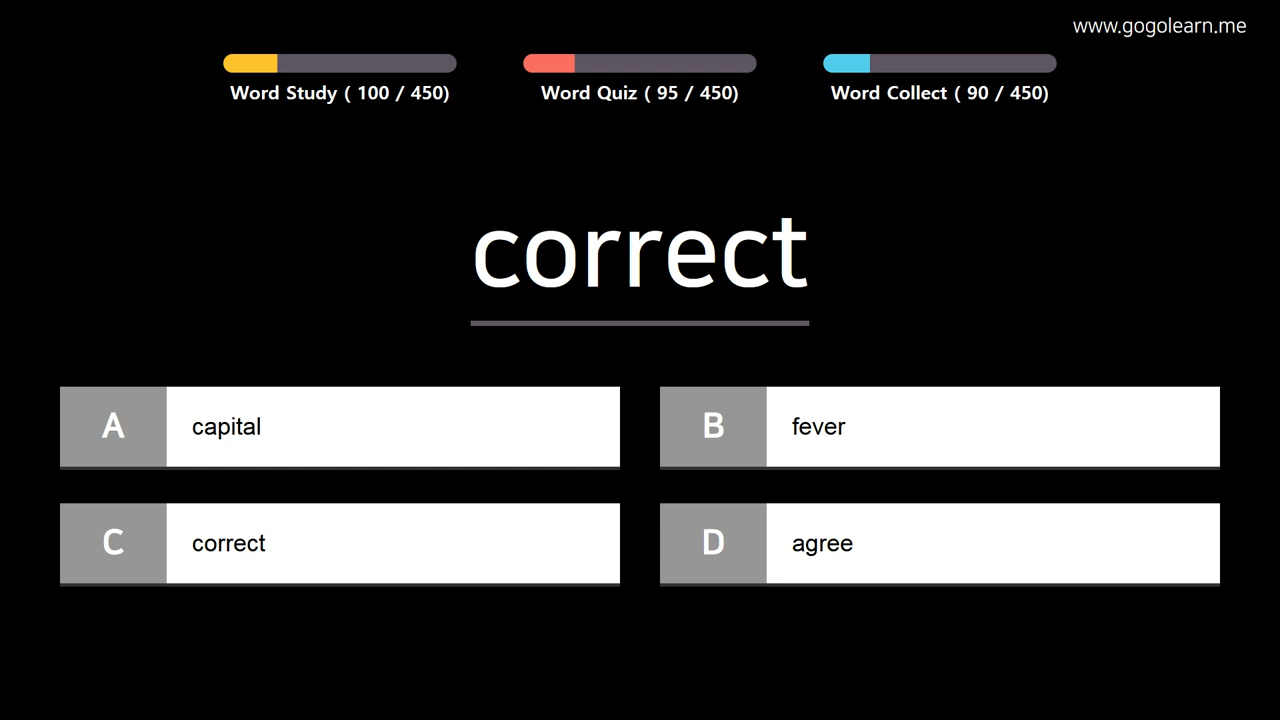 www.gogolearn.me
Word Study ( 100 / 450)
Word Quiz ( 95 / 450)
Word Collect ( 90 / 450)
correct
A capital
B fever
C correct
D agree